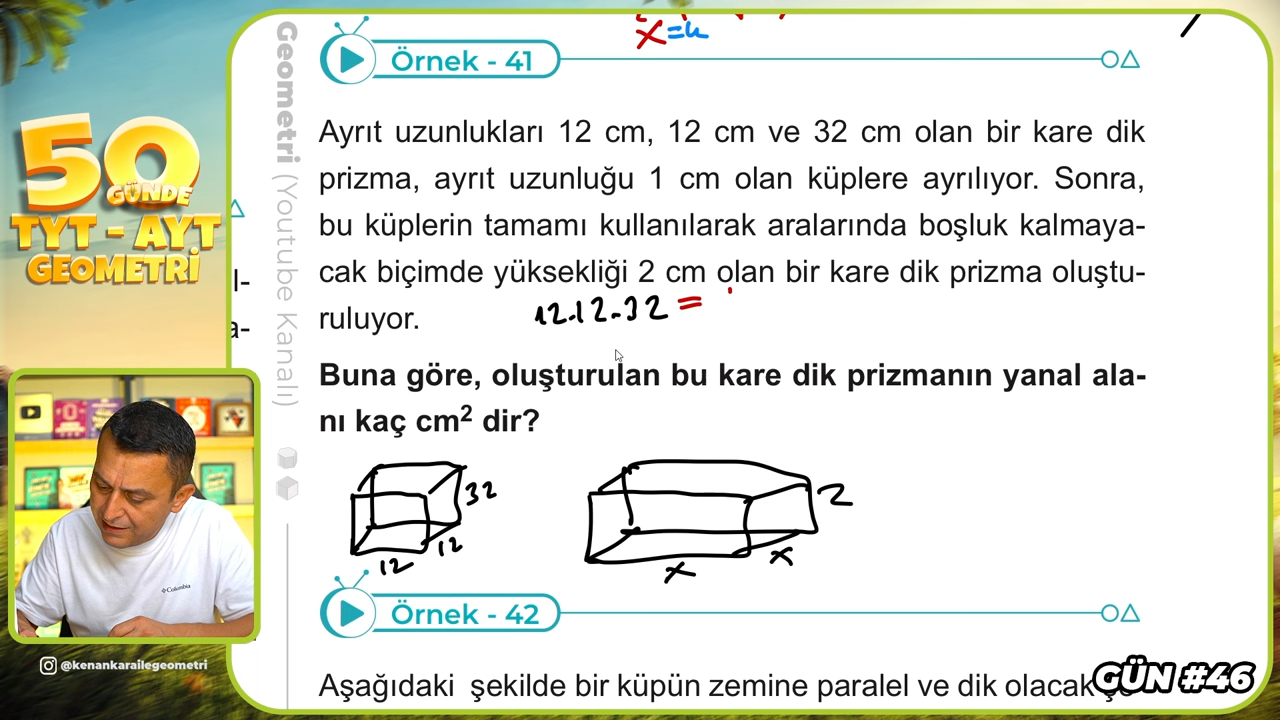 x=4
Örnek - 41
Ayrıt uzunlukları 12 cm, 12 cm ve 32 cm olan bir kare dik
prizma, ayrıt uzunluğu 1 cm olan küplere ayrılıyor. Sonra,
bu küplerin tamamı kullanılarak aralarında boşluk kalmaya-
cak biçimde yüksekliği 2 cm olan bir kare dik prizma oluştu-
ruluyor.
12.12.32 =
Buna göre, oluşturulan bu kare dik prizmanın yanal ala-
nı kaç cm² dir?
32
12
12
2
x
x
Örnek - 42
Aşağıdaki şekilde bir küpün zemine paralel ve dik olacak
GÜN #46
Geometri (Youtube Kanalı)
50
GÜNDE
TYT - AYT
GEOMETRİ
l-
a-
Columbia
@kenankarailegeometri